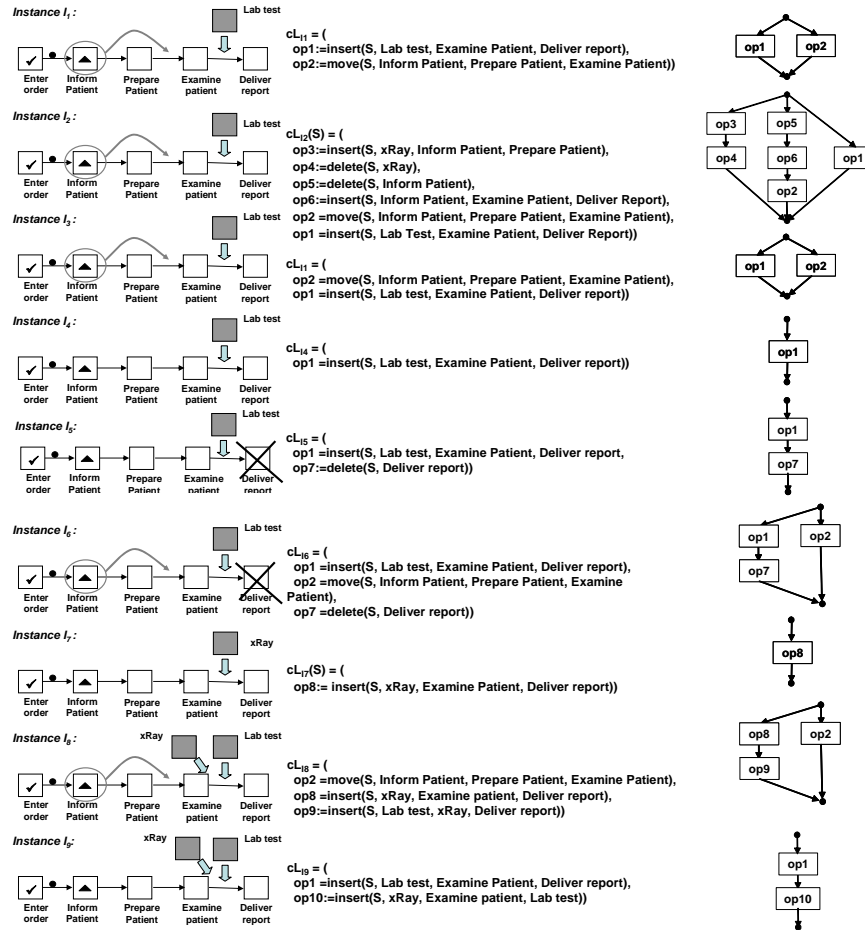 Instance I1 :
Lab test
Enter order
Inform Patient
Prepare Patient
Examine patient
Deliver report
cLI1 = (
op1:=insert(S, Lab test, Examine Patient, Deliver report),
op2:=move(S, Inform Patient, Prepare Patient, Examine Patient))
op1
op2
Instance I2 :
Lab test
Enter order
Inform Patient
Prepare Patient
Examine patient
Deliver report
cLI2(S) = (
op3:=insert(S, xRay, Inform Patient, Prepare Patient),
op4:=delete(S, xRay),
op5:=delete(S, Inform Patient),
op6:=insert(S, Inform Patient, Examine Patient, Deliver Report),
op2 =move(S, Inform Patient, Prepare Patient, Examine Patient),
op1 =insert(S, Lab Test, Examine Patient, Deliver Report))
op3
op5
op4
op6
op1
op2
Instance I3 :
Lab test
Enter order
Inform Patient
Prepare Patient
Examine patient
Deliver report
cLI1 = (
op2=move(S, Inform Patient, Prepare Patient, Examine Patient),
op1=insert(S, Lab test, Examine Patient, Deliver report))
op1
op2
Instance I4 :
Lab test
Enter order
Inform Patient
Prepare Patient
Examine patient
Deliver report
cLI4 = (
op1 =insert(S, Lab test, Examine Patient, Deliver report))
op1
Instance I5:
Lab test
Enter order
Inform Patient
Prepare Patient
Examine patient
Deliver report
cLI5 = (
op1 =insert(S, Lab test, Examine Patient, Deliver report,
op7:=delete(S, Deliver report))
op1
op7
Instance I6 :
Lab test
Enter order
Inform Patient
Prepare Patient
Examine patient
Deliver report
cLI6 = (
op1 =insert(S, Lab test, Examine Patient, Deliver report),
op2 =move(S, Inform Patient, Prepare Patient, Examine
Patient),
op7 =delete(S, Deliver report))
op1
op2
op7
Instance I7 :
xRay
Enter order
Inform Patient
Prepare Patient
Examine patient
Deliver report
cLI7(S) = (
op8:= insert(S, xRay, Examine Patient, Deliver report))
op8
Instance I8 :
xRay
Lab test
Enter order
Inform Patient
Prepare Patient
Examine patient
Deliver report
cLI8 = (
op2=move(S, Inform Patient, Prepare Patient, Examine Patient),
op8 =insert(S, xRay, Examine patient, Deliver report),
op9:=insert(S, Lab test, xRay, Deliver report))
op8
op2
op9
Instance I9:
xRay
Lab test
Enter order
Inform Patient
Prepare Patient
Examine patient
Deliver report
cLI9 = (
op1 =insert(S, Lab test, Examine Patient, Deliver report),
op10:=insert(S, xRay, Examine patient, Lab test))
op1
op10